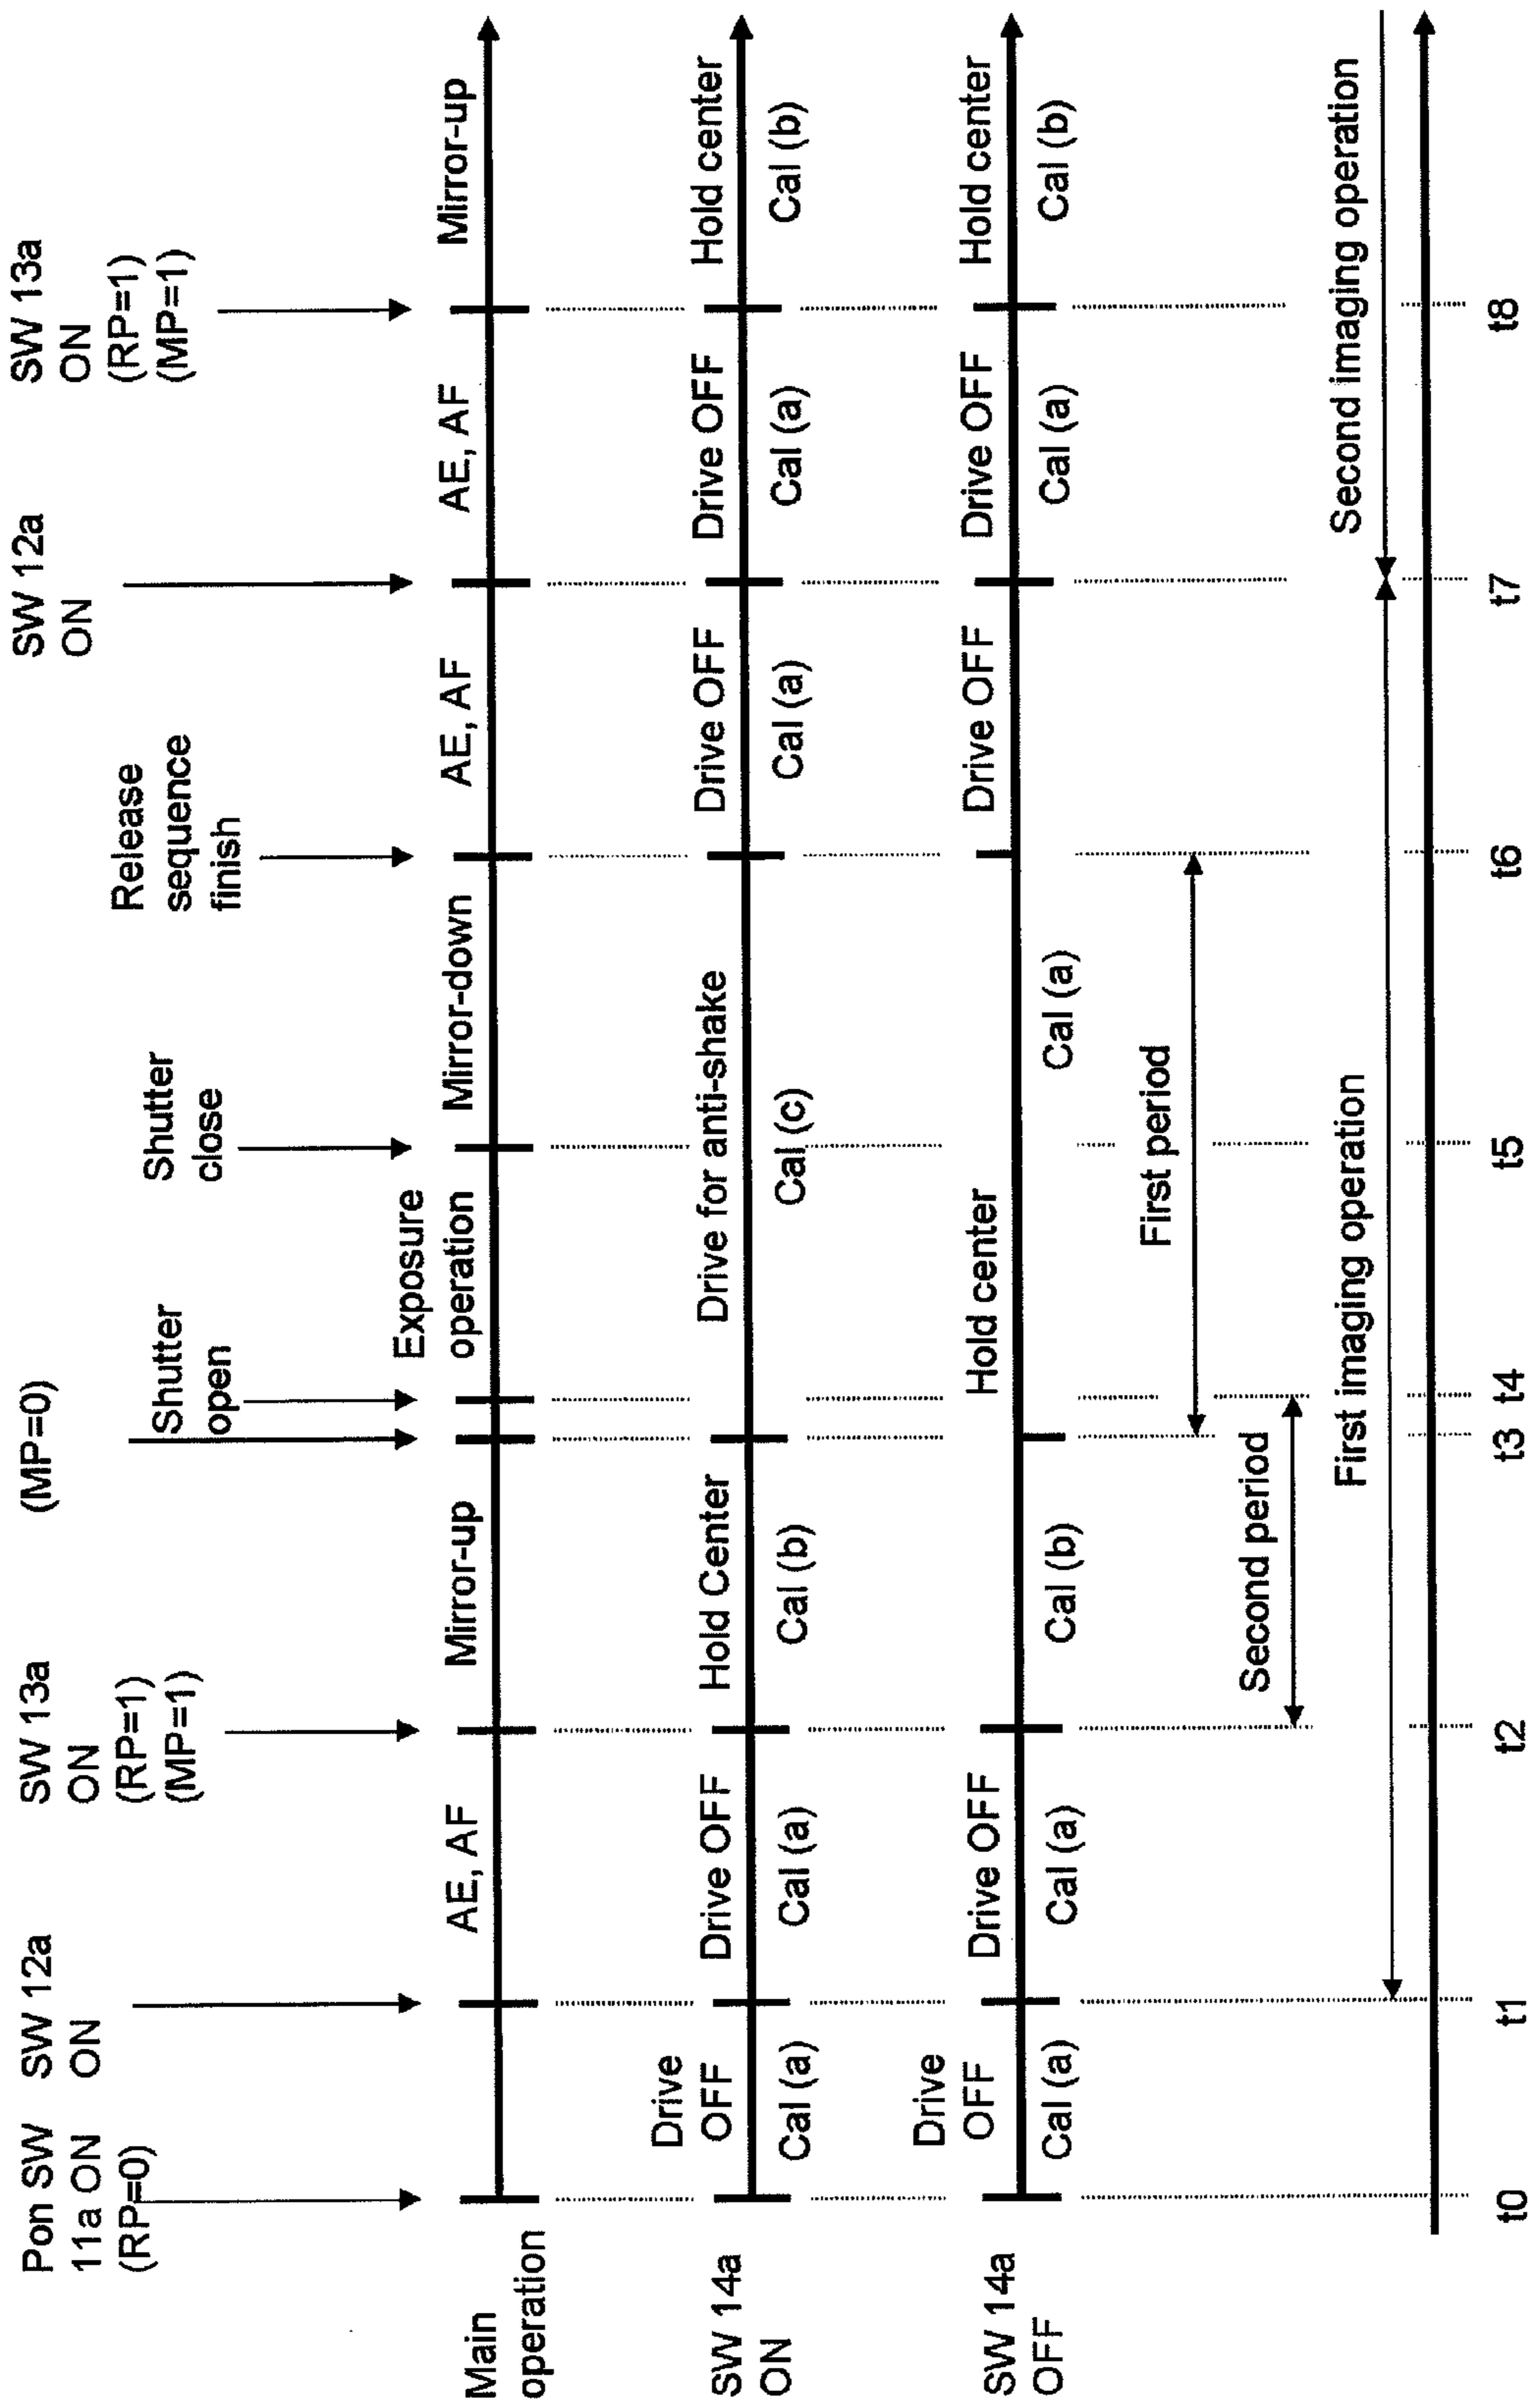 Pon SW
11a ON
(RP=0)
SW 12a
ON
SW 13a
ON
(RP=1)
(MP=1)
(MP=0)
Shutter
open
Shutter
close
Release
sequence
finish
SW 12a
ON
SW 13a
ON
(RP=1)
(MP=1)
Main
operation
AE, AF
Mirror-up
Exposure
operation
Mirror-down
AE, AF
AE, AF
Mirror-up
SW 14a
ON
Drive
OFF
Cal (a)
Drive OFF
Cal (a)
Hold Center
Cal (b)
Drive for anti-shake
Cal (c)
Drive OFF
Cal (a)
Drive OFF
Cal (a)
Hold center
Cal (b)
SW 14a
OFF
Drive
OFF
Cal (a)
Drive OFF
Cal (a)
Cal (b)
Hold center
Cal (a)
Drive OFF
Drive OFF
Cal (a)
Hold center
Cal (b)
First period
Second period
First imaging operation
Second imaging operation
t0
t1
t2
t3
t4
t5
t6
t7
t8